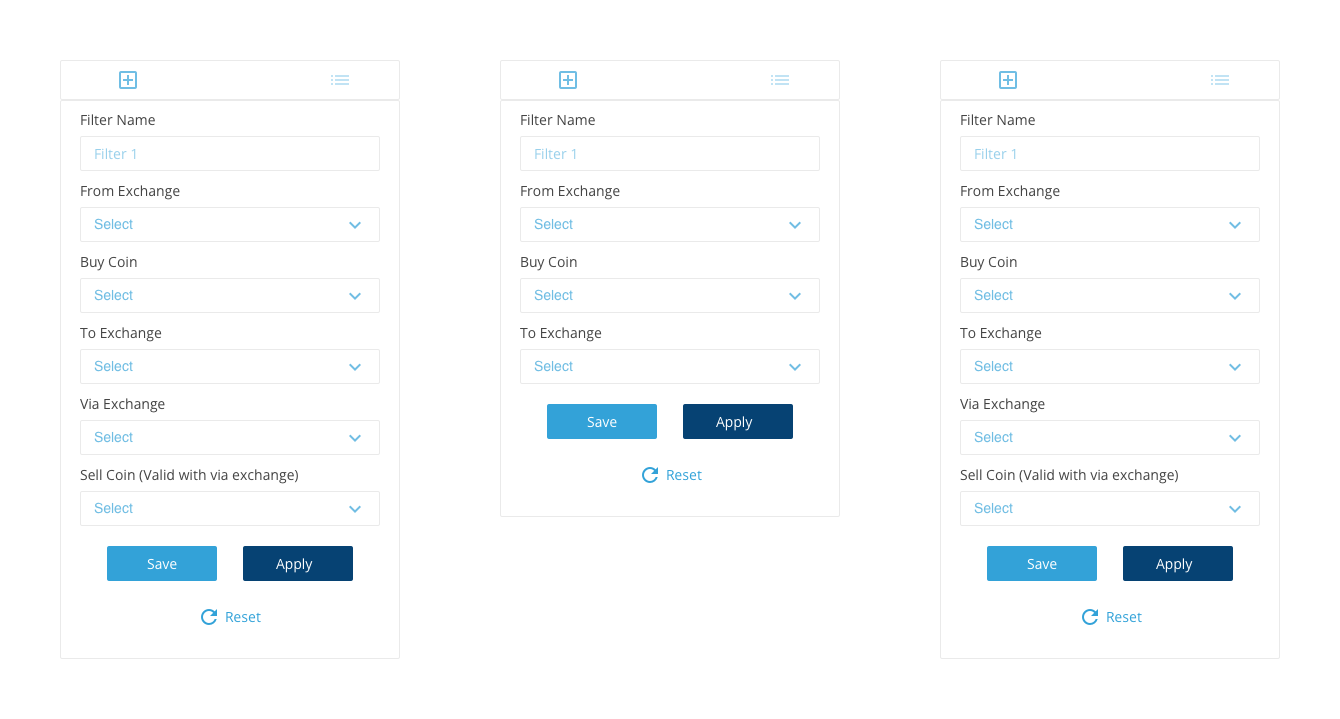 Filter Name
Filter 1
From Exchange
Select
Buy Coin
Select
To Exchange
Select
Via Exchange
Select
Sell Coin (Valid with via exchange)
Select
Save
Apply
Reset
Filter Name
Filter 1
From Exchange
Select
Buy Coin
Select
To Exchange
Select
Save
Apply
Reset
Filter Name
Filter 1
From Exchange
Select
Buy Coin
Select
To Exchange
Select
Via Exchange
Select
Sell Coin (Valid with via exchange)
Select
Save
Apply
Reset